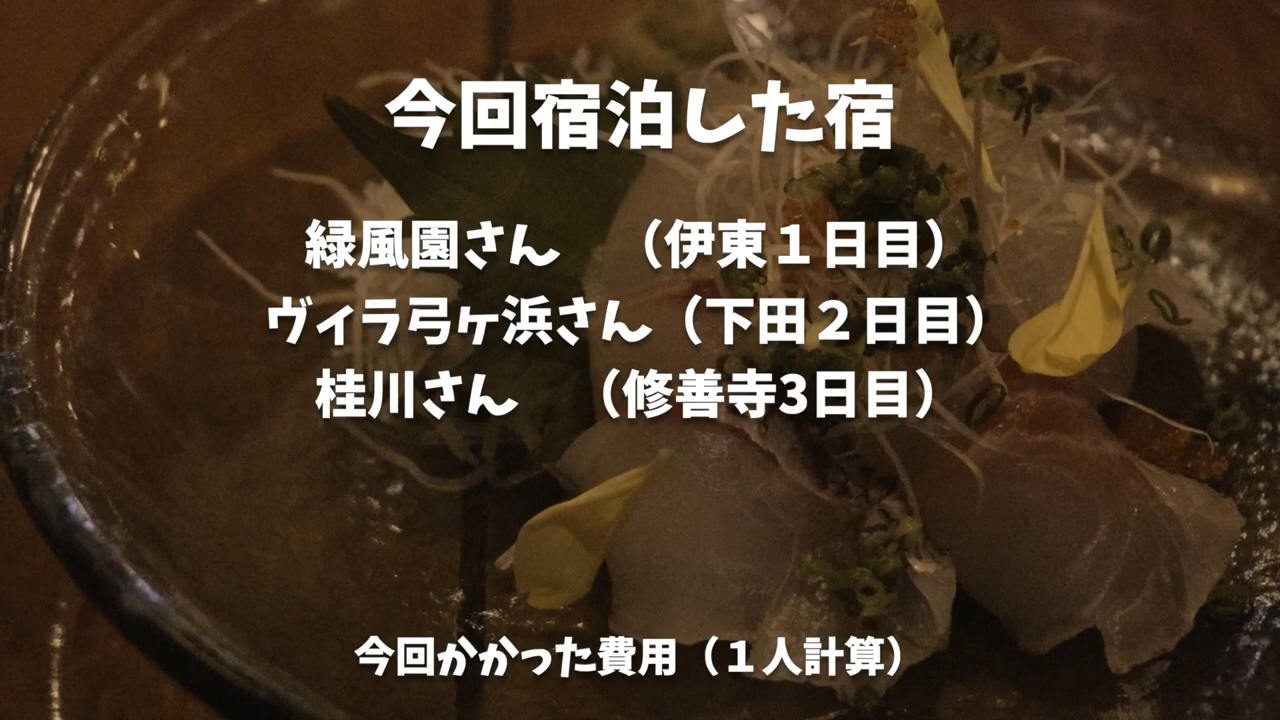 今回宿泊した宿
緑風園さん　（伊東１日目）
ヴィラ弓ヶ浜さん（下田２日目）
桂川さん　（修善寺3日目）
今回かかった費用（１人計算）